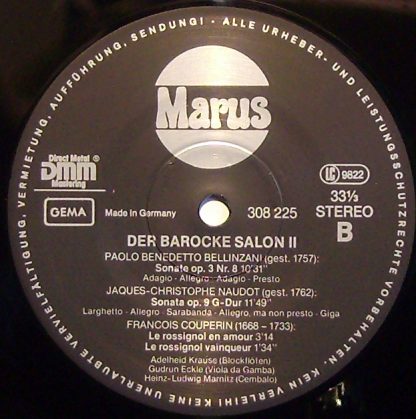 KEINE UNERLAUBTE VERVIELFÄLTIGUNG, VERMIETUNG, AUFFÜHRUNG, SENDUNG! - ALLE URHEBER- UND LEISTUNGSSCHUTZRECHTE VORBEHALTEN. KEIN VERLEIH!
Marus
Direct Metal ®
DMM
Mastering
LC 9822
GEMA
Made in Germany
308 225
33⅓
STEREO
B
DER BAROCKE SALON II
PAOLO BENEDETTO BELLINZANI (gest. 1757):
Sonate op. 3 Nr. 8 10'31"
Adagio - Allegro - Adagio - Presto
JAQUES-CHRISTOPHE NAUDOT (gest. 1762):
Sonata op. 9 G-Dur 11'49"
Larghetto - Allegro - Sarabanda - Allegro, ma non presto - Giga
FRANCOIS COUPERIN (1668 – 1733):
Le rossignol en amour 3'14
Le rossignol vainqueur 1'34"
Adelheid Krause (Blockflöten)
Gudrun Eckle (Viola da Gamba)
Heinz-Ludwig Marnitz (Cembalo)